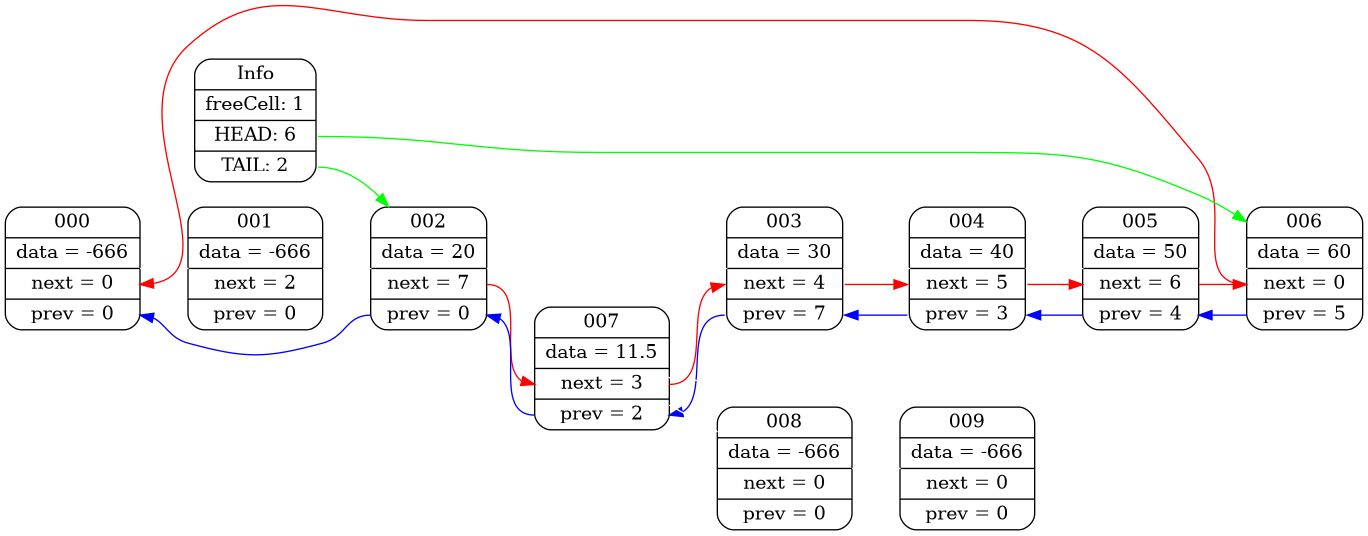 Info
freeCell: 1
HEAD: 6
TAIL: 2
000
data = -666
next = 0
prev = 0
001
data = -666
next = 2
prev = 0
002
data = 20
next = 7
prev = 0
007
data = 11.5
next = 3
prev = 2
003
data = 30
next = 4
prev = 7
004
data = 40
next = 5
prev = 3
005
data = 50
next = 6
prev = 4
006
data = 60
next = 0
prev = 5
008
data = -666
next = 0
prev = 0
009
data = -666
next = 0
prev = 0